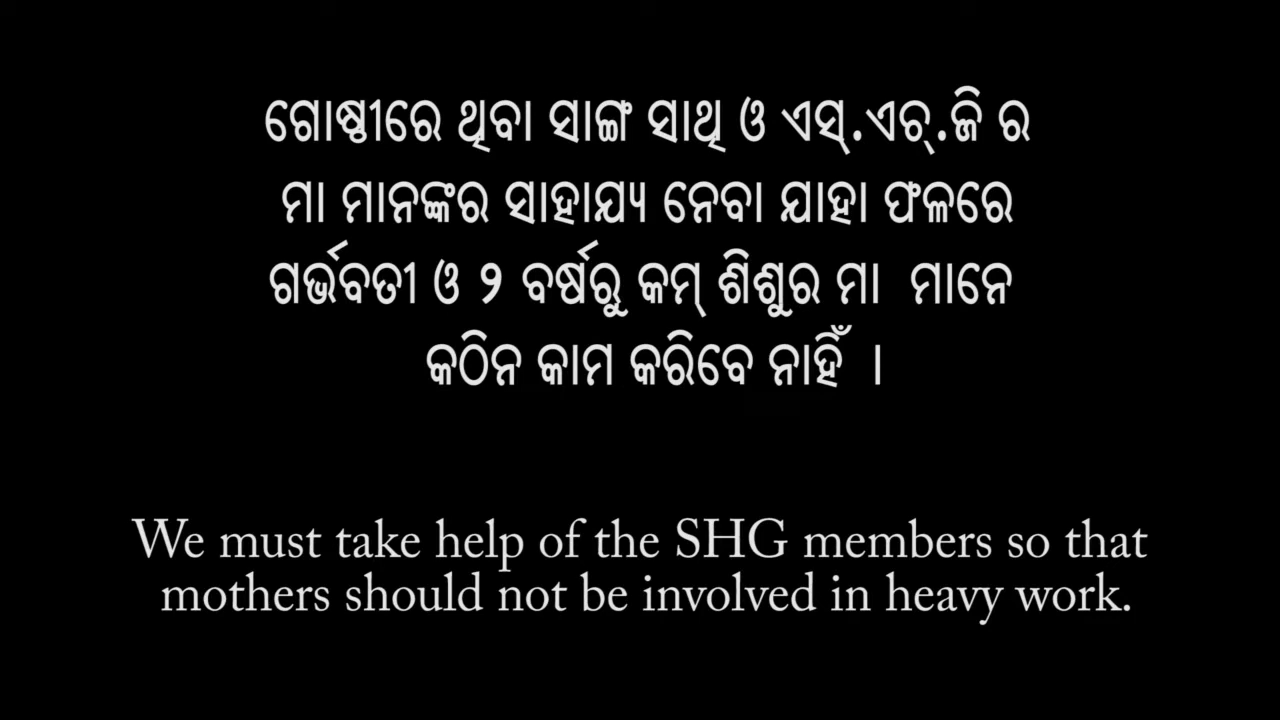 ଗୋଷ୍ଠୀରେ ଥିବା ସାଙ୍ଗ ସାଥି ଓ ଏସ୍.ଏଚ୍.ଜି ର
ମା ମାନଙ୍କର ସାହାଯ୍ୟ ନେବା ଯାହା ଫଳରେ
ଗର୍ଭବତୀ ଓ ୨ ବର୍ଷରୁ କମ୍ ଶିଶୁର ମା ମାନେ
କଠିନ କାମ କରିବେ ନାହିଁ ।
We must take help of the SHG members so that
mothers should not be involved in heavy work.